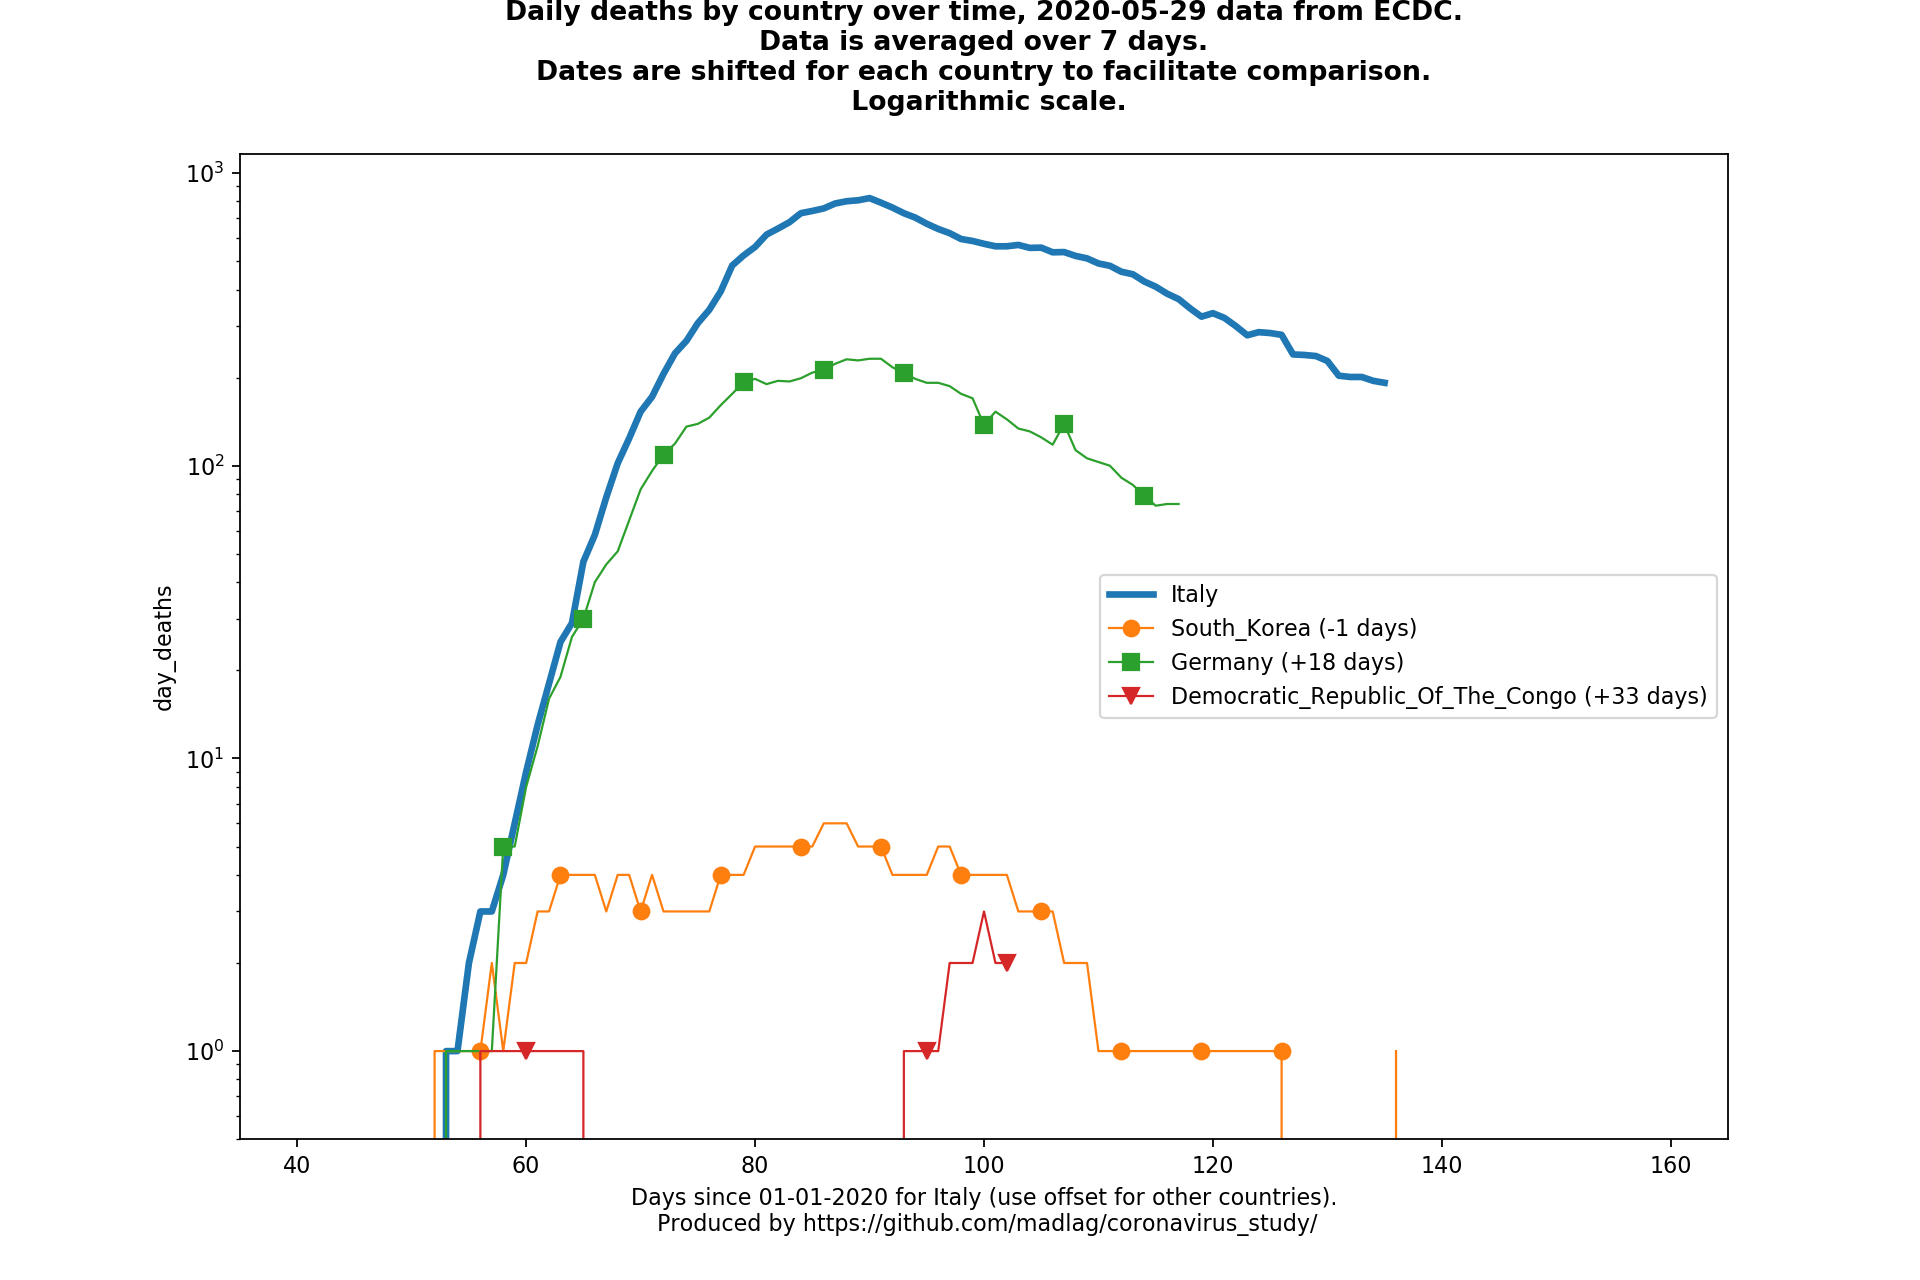 Daily deaths by country over time, 2020-05-29 data from ECDC.
Data is averaged over 7 days.
Dates are shifted for each country to facilitate comparison.
Logarithmic scale.
10³
10²
10¹
10⁰
day_deaths
Italy
South_Korea (-1 days)
Germany (+18 days)
Democratic_Republic_Of_The_Congo (+33 days)
40 60 80 100 120 140 160
Days since 01-01-2020 for Italy (use offset for other countries).
Produced by https://github.com/madlag/coronavirus_study/